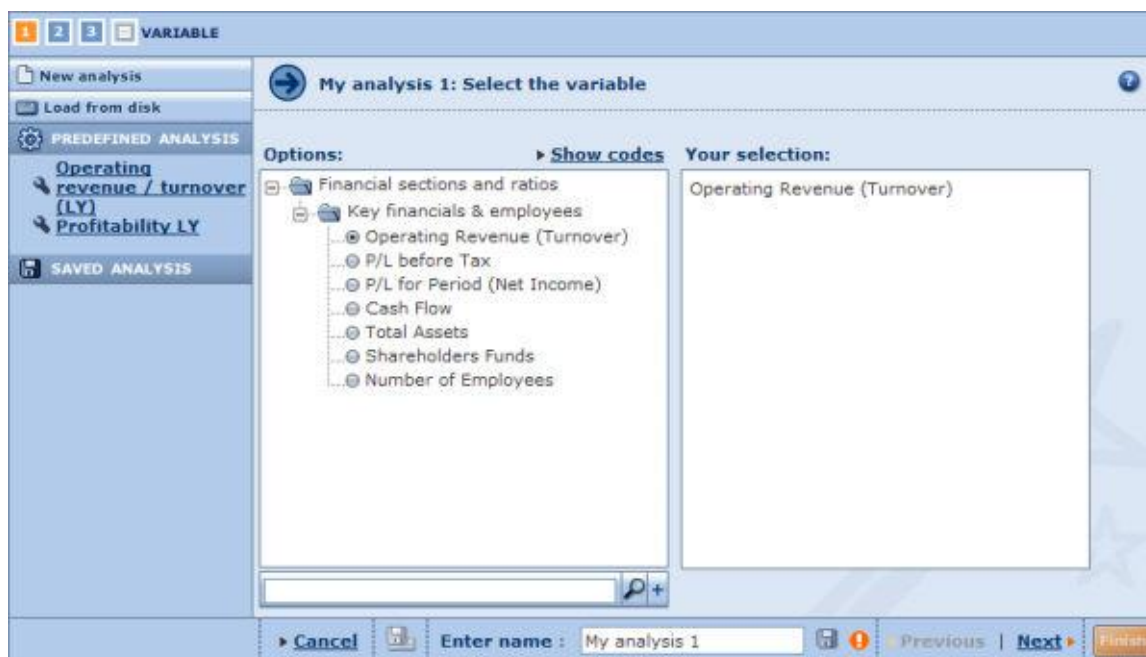 1 2 3 VARIABLE
New analysis
Load from disk
PREDEFINED ANALYSIS
Operating
revenue / turnover
(LY)
Profitability LY
SAVED ANALYSIS
My analysis 1: Select the variable
?
Options:
Show codes
Your selection:
Financial sections and ratios
Key financials & employees
Operating Revenue (Turnover)
P/L before Tax
P/L for Period (Net Income)
Cash Flow
Total Assets
Shareholders Funds
Number of Employees
Operating Revenue (Turnover)
Cancel
Enter name :
My analysis 1
Previous | Next
Finish